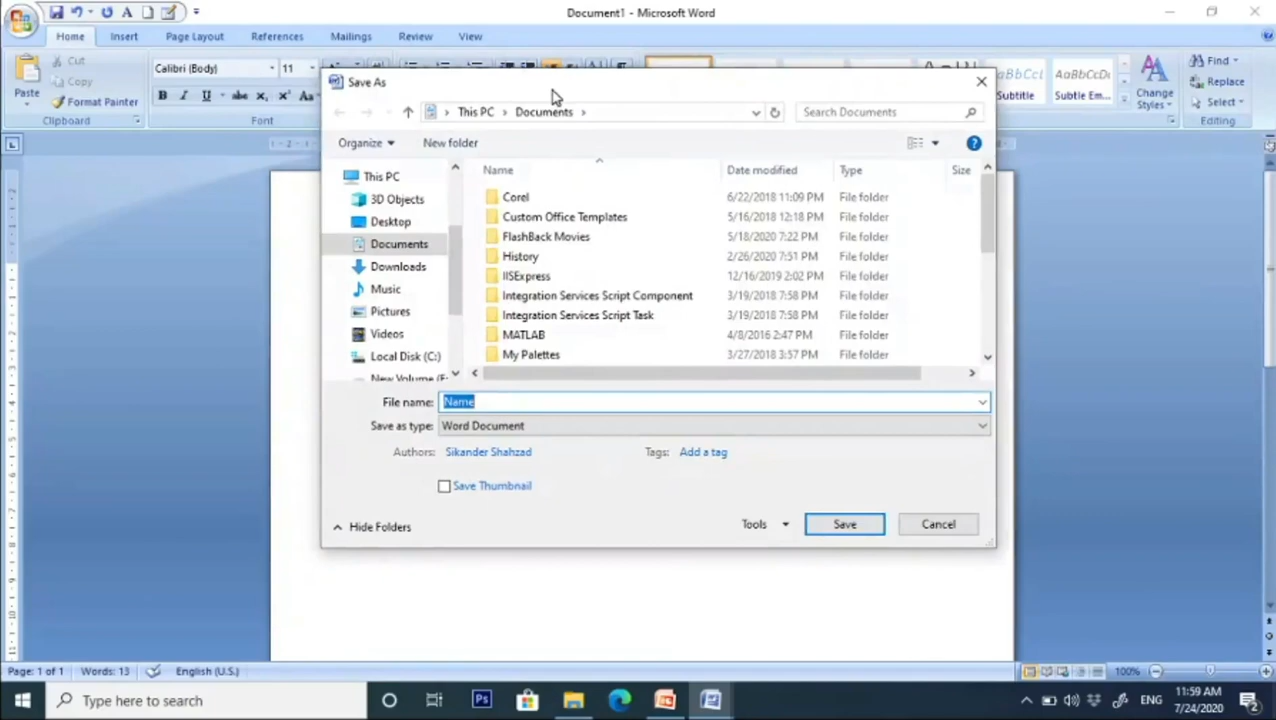 Document1 - Microsoft Word
Home Insert Page Layout References Mailings Review View
Cut
Copy
Paste
Format Painter
Clipboard
Calibri (Body) 11
B I U abc X₂ X² Aa
Font
Subtitle
AaBbCcDc
Subtle Em...
Change
Styles
Find
Replace
Select
Editing
Save As
This PC Documents
Search Documents
Organize New folder
This PC
3D Objects
Desktop
Documents
Downloads
Music
Pictures
Videos
Local Disk (C:)
New Volume (E:
Name Date modified Type Size
Corel 6/22/2018 11:09 PM File folder
Custom Office Templates 5/16/2018 12:18 PM File folder
FlashBack Movies 5/18/2020 7:22 PM File folder
History 2/26/2020 7:51 PM File folder
IISExpress 12/16/2019 2:02 PM File folder
Integration Services Script Component 3/19/2018 7:58 PM File folder
Integration Services Script Task 3/19/2018 7:58 PM File folder
MATLAB 4/8/2016 2:47 PM File folder
My Palettes 3/27/2018 3:57 PM File folder
File name: Name
Save as type: Word Document
Authors: Sikander Shahzad Tags: Add a tag
Save Thumbnail
Hide Folders Tools Save Cancel
Page: 1 of 1 Words: 13 English (U.S.) 100%
Type here to search
ENG
11:59 AM
7/24/2020
2